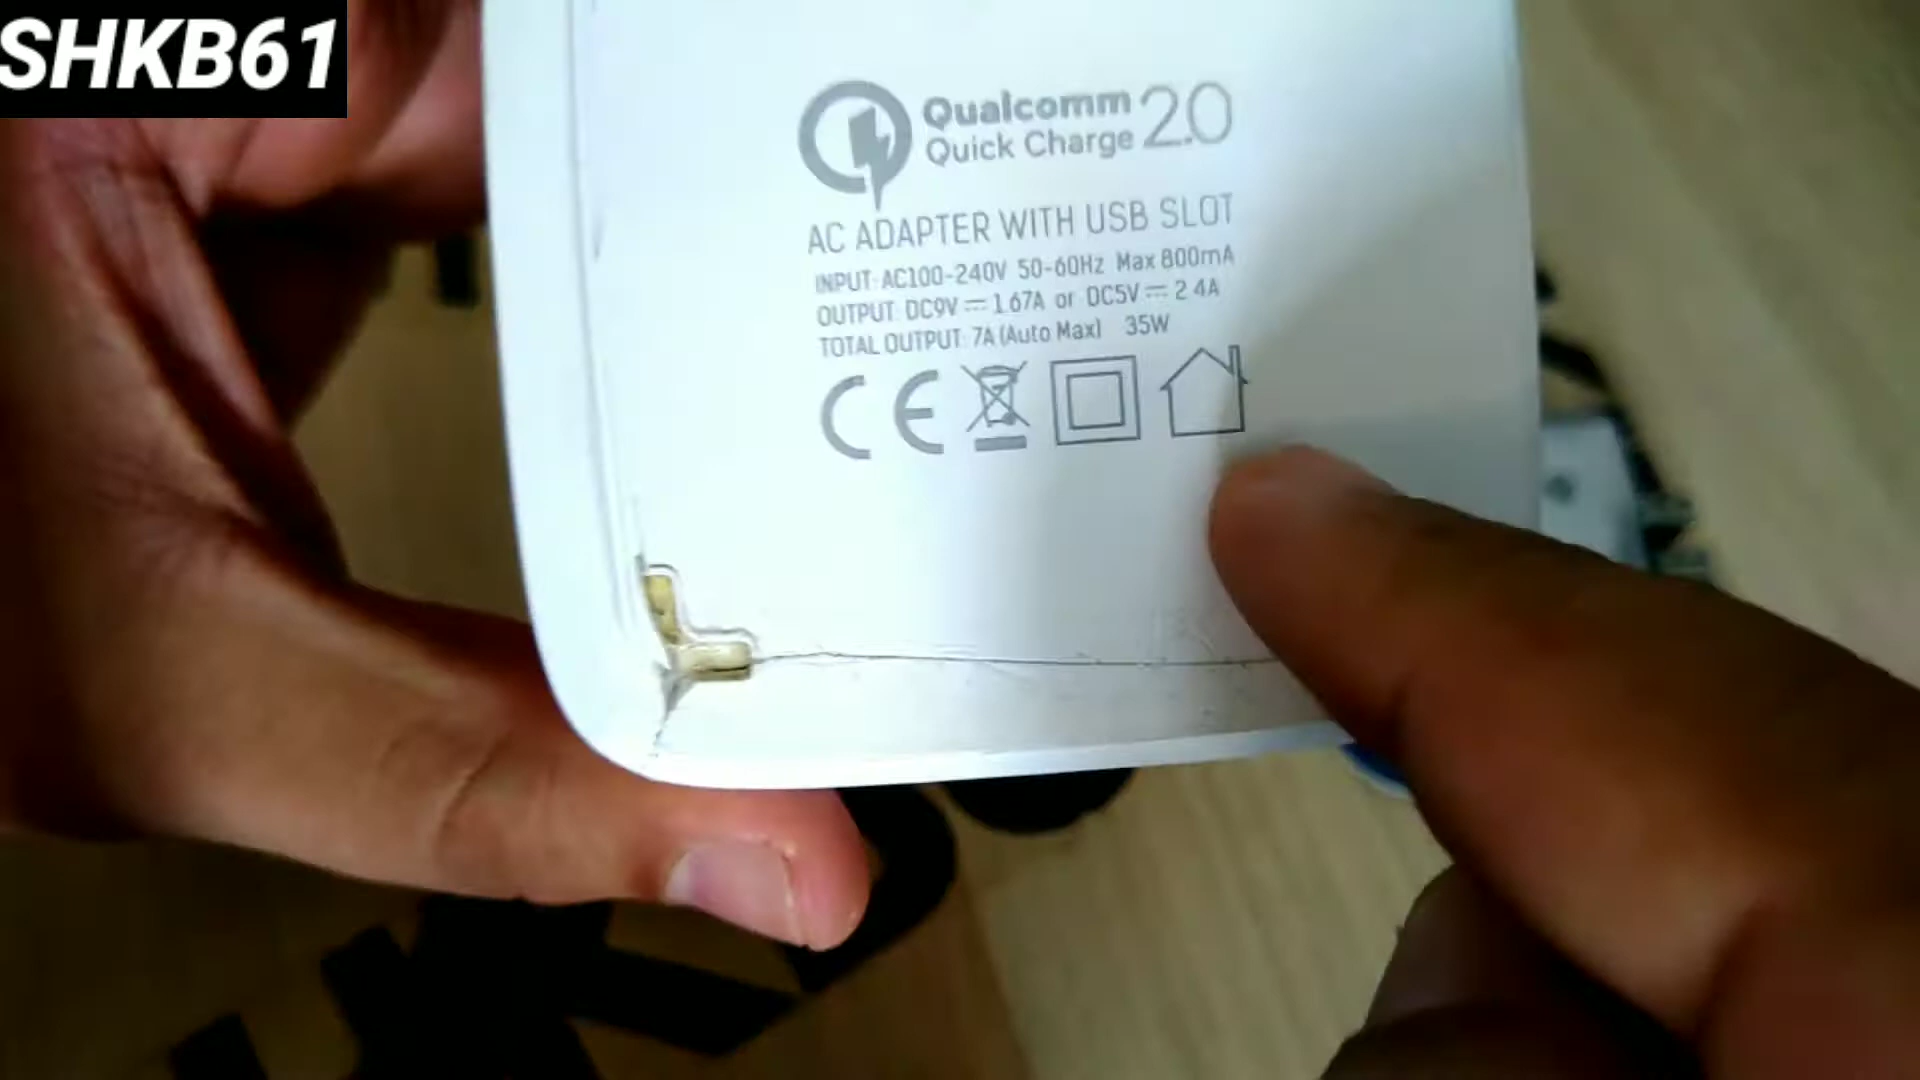 SHKB61
Qualcomm 2.0
Quick Charge
AC ADAPTER WITH USB SLOT
INPUT: AC100-240V 50-60Hz Max 800mA
OUTPUT: DC9V ⎓ 1.67A or DC5V ⎓ 2.4A
TOTAL OUTPUT: 7A (Auto Max) 35W
CE